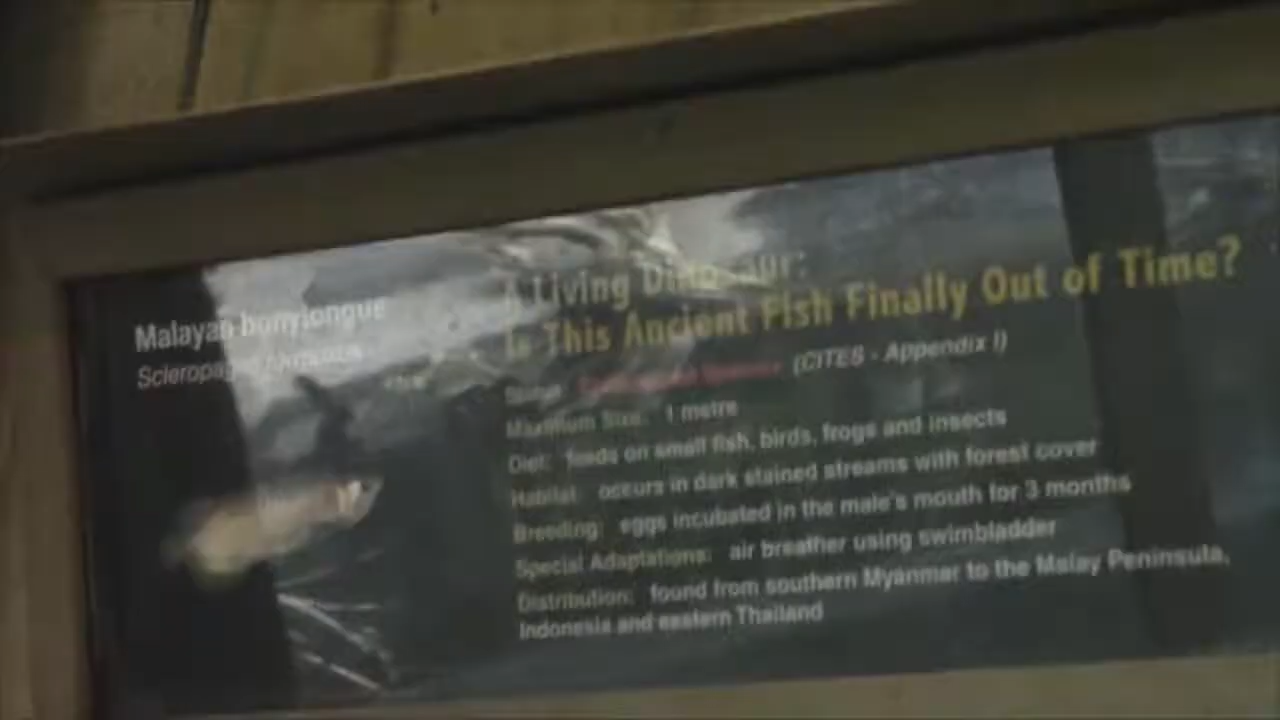 Malayan bonytongue
Scleropages formosus
A Living Dinosaur:
Is This Ancient Fish Finally Out of Time?
Status: (CITES - Appendix I)
Maximum Size: 1 metre
Diet: feeds on small fish, birds, frogs and insects
Habitat: occurs in dark stained streams with forest cover
Breeding: eggs incubated in the male's mouth for 3 months
Special Adaptations: air breather using swimbladder
Distribution: found from southern Myanmar to the Malay Peninsula,
Indonesia and eastern Thailand